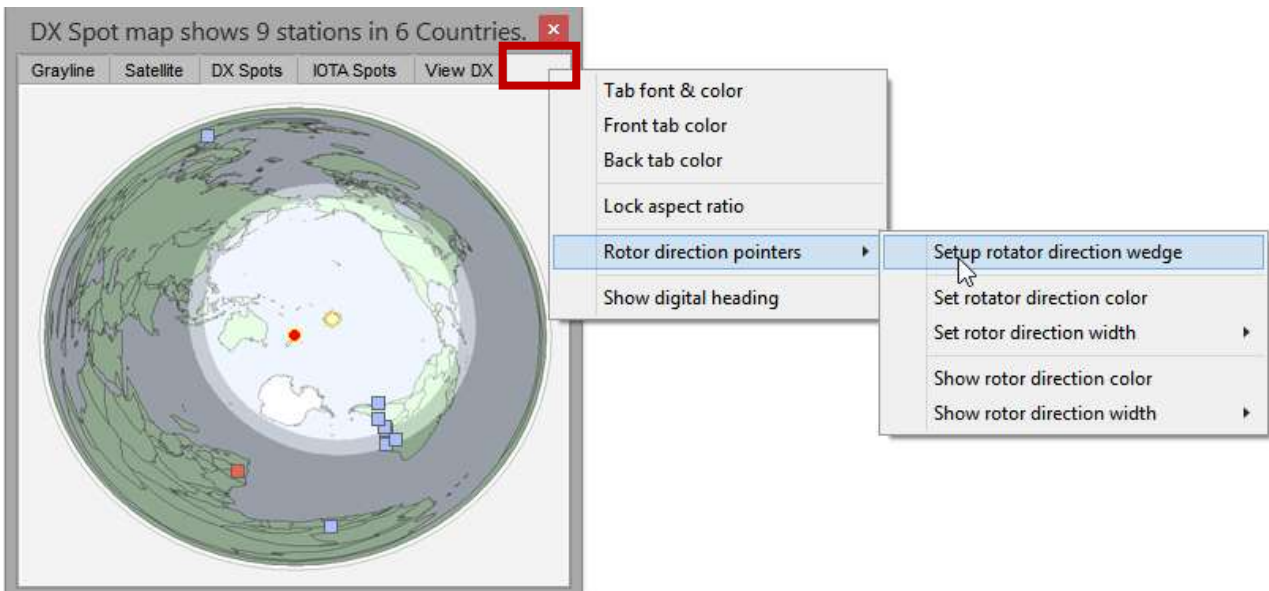 DX Spot map shows 9 stations in 6 Countries.
Grayline Satellite DX Spots IOTA Spots View DX
Tab font & color
Front tab color
Back tab color
Lock aspect ratio
Rotor direction pointers
Show digital heading
Setup rotator direction wedge
Set rotator direction color
Set rotor direction width
Show rotor direction color
Show rotor direction width